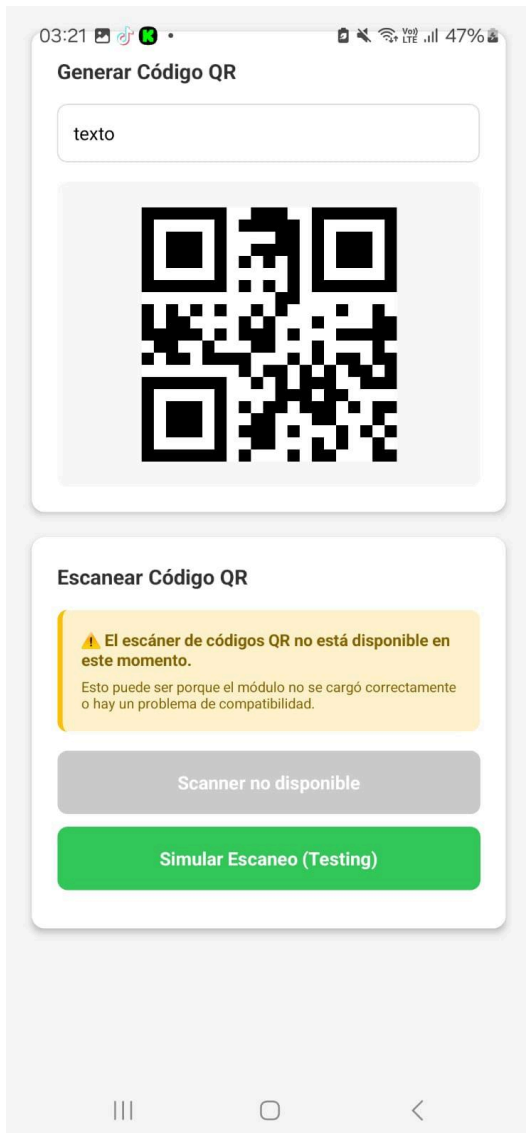 03:21
Vo)) LTE 47%
Generar Código QR
texto
Escanear Código QR
El escáner de códigos QR no está disponible en
este momento.
Esto puede ser porque el módulo no se cargó correctamente
o hay un problema de compatibilidad.
Scanner no disponible
Simular Escaneo (Testing)